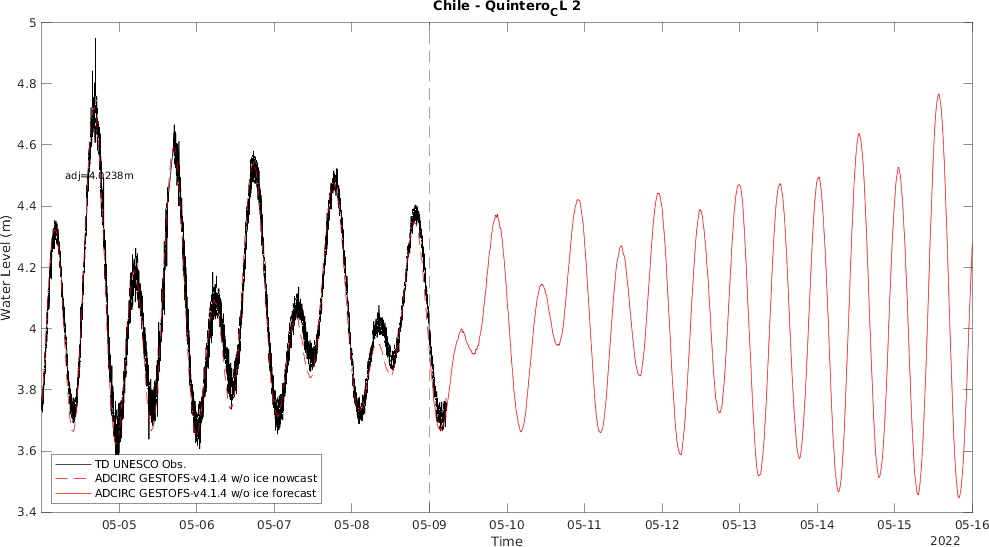 Chile - Quintero_CL 2
5
4.8
4.6
4.4
4.2
4
3.8
3.6
3.4
Water Level (m)
adj=4.0238m
TD UNESCO Obs.
ADCIRC GESTOFS-v4.1.4 w/o ice nowcast
ADCIRC GESTOFS-v4.1.4 w/o ice forecast
05-05 05-06 05-07 05-08 05-09 05-10 05-11 05-12 05-13 05-14 05-15 05-16
Time
2022